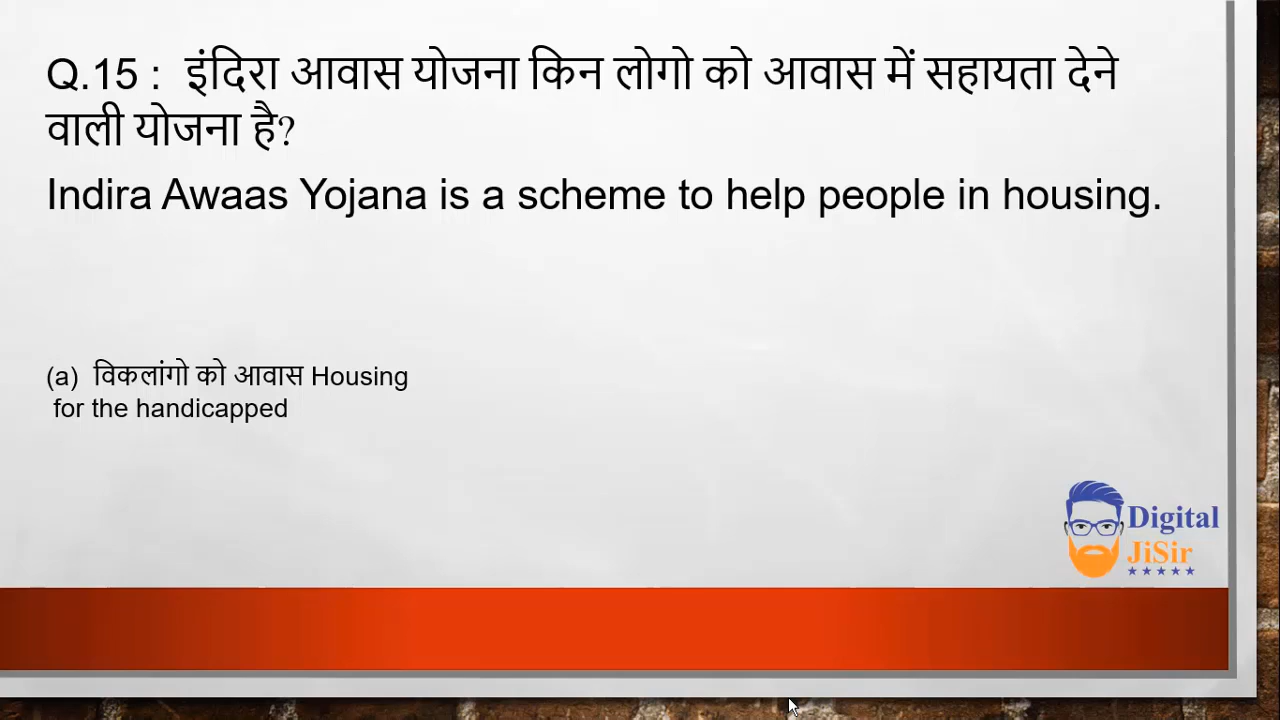 Q.15 :  इंदिरा आवास योजना किन लोगो को आवास में सहायता देने
वाली योजना है?
Indira Awaas Yojana is a scheme to help people in housing.
(a)  विकलांगो को आवास Housing
for the handicapped
Digital
JiSir